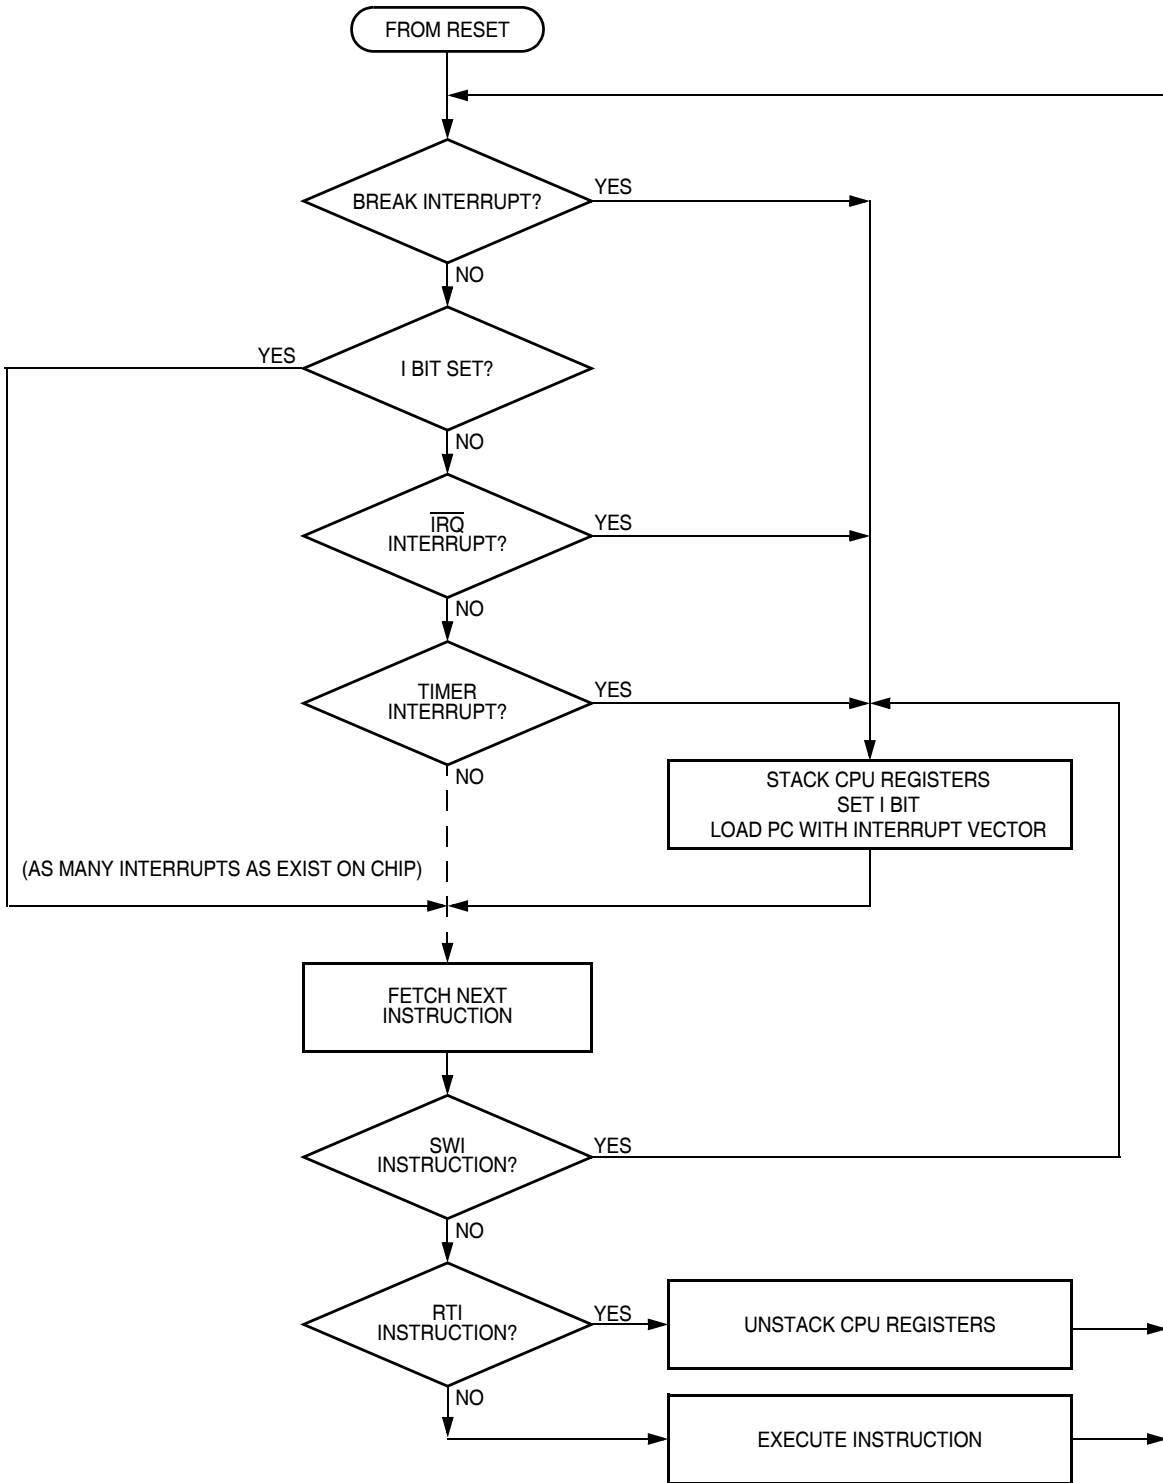 FROM RESET
BREAK INTERRUPT?
YES
NO
YES
I BIT SET?
NO
IRQ
INTERRUPT?
YES
NO
TIMER
INTERRUPT?
YES
NO
STACK CPU REGISTERS
SET I BIT
LOAD PC WITH INTERRUPT VECTOR
(AS MANY INTERRUPTS AS EXIST ON CHIP)
FETCH NEXT
INSTRUCTION
SWI
INSTRUCTION?
YES
NO
RTI
INSTRUCTION?
YES
UNSTACK CPU REGISTERS
NO
EXECUTE INSTRUCTION